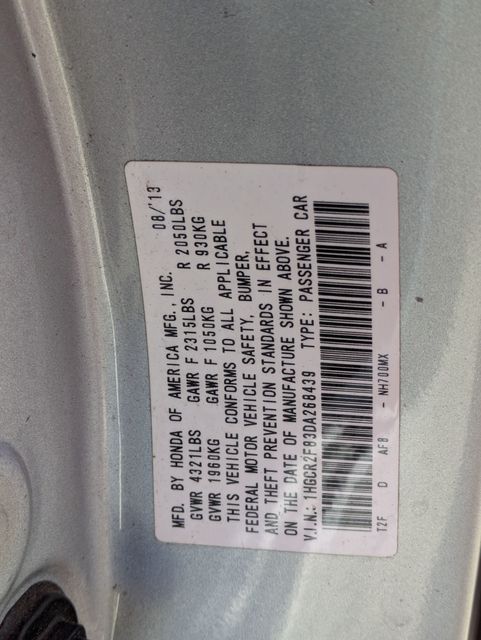 MFD. BY HONDA OF AMERICA MFG., INC. 08/'13
GVWR 4321LBS GAWR F 2315LBS R 2050LBS
GVWR 1960KG GAWR F 1050KG R 930KG
THIS VEHICLE CONFORMS TO ALL APPLICABLE
FEDERAL MOTOR VEHICLE SAFETY, BUMPER,
AND THEFT PREVENTION STANDARDS IN EFFECT
ON THE DATE OF MANUFACTURE SHOWN ABOVE.
V.I.N.: 1HGCR2F83DA268439 TYPE: PASSENGER CAR
T2F D AF8 - NH700MX - B - A